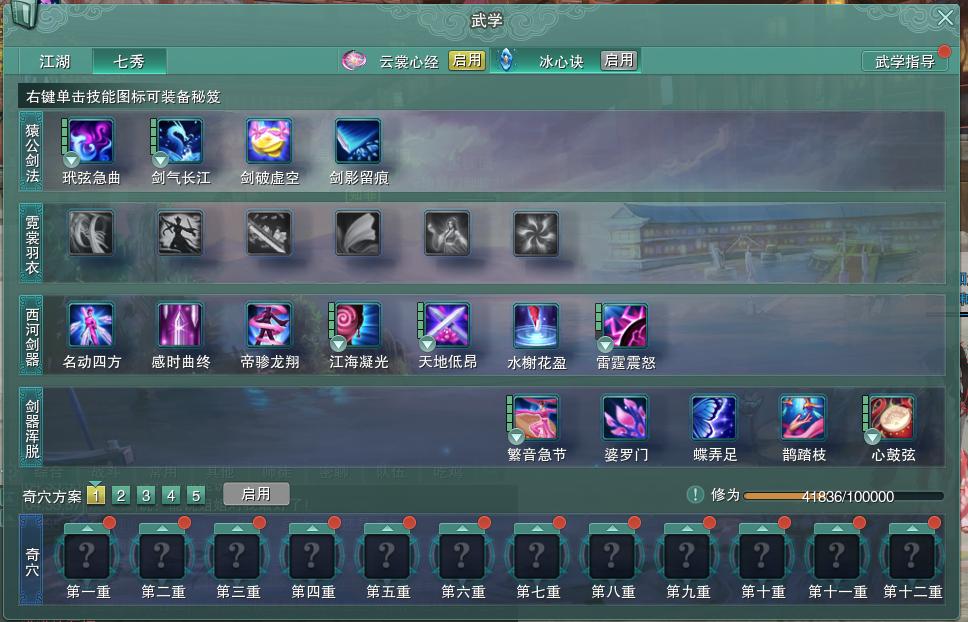 武学
江湖 七秀 云裳心经 启用 冰心诀 启用 武学指导
右键单击技能图标可装备秘笈
猿公剑法
玳弦急曲 剑气长江 剑破虚空 剑影留痕
霓裳羽衣
西河剑器
名动四方 感时曲终 帝骖龙翔 江海凝光 天地低昂 水榭花盈 雷霆震怒
剑器浑脱
繁音急节 婆罗门 蝶弄足 鹊踏枝 心鼓弦
奇穴方案 1 2 3 4 5 启用 修为 41836/100000
奇穴
第一重 第二重 第三重 第四重 第五重 第六重 第七重 第八重 第九重 第十重 第十一重 第十二重